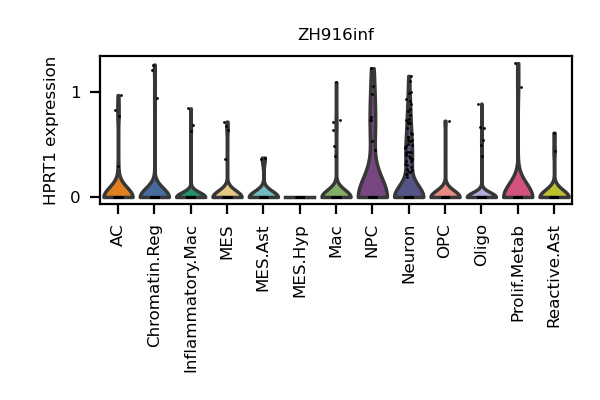 ZH916inf
HPRT1 expression
1
0
AC
Chromatin.Reg
Inflammatory.Mac
MES
MES.Ast
MES.Hyp
Mac
NPC
Neuron
OPC
Oligo
Prolif.Metab
Reactive.Ast